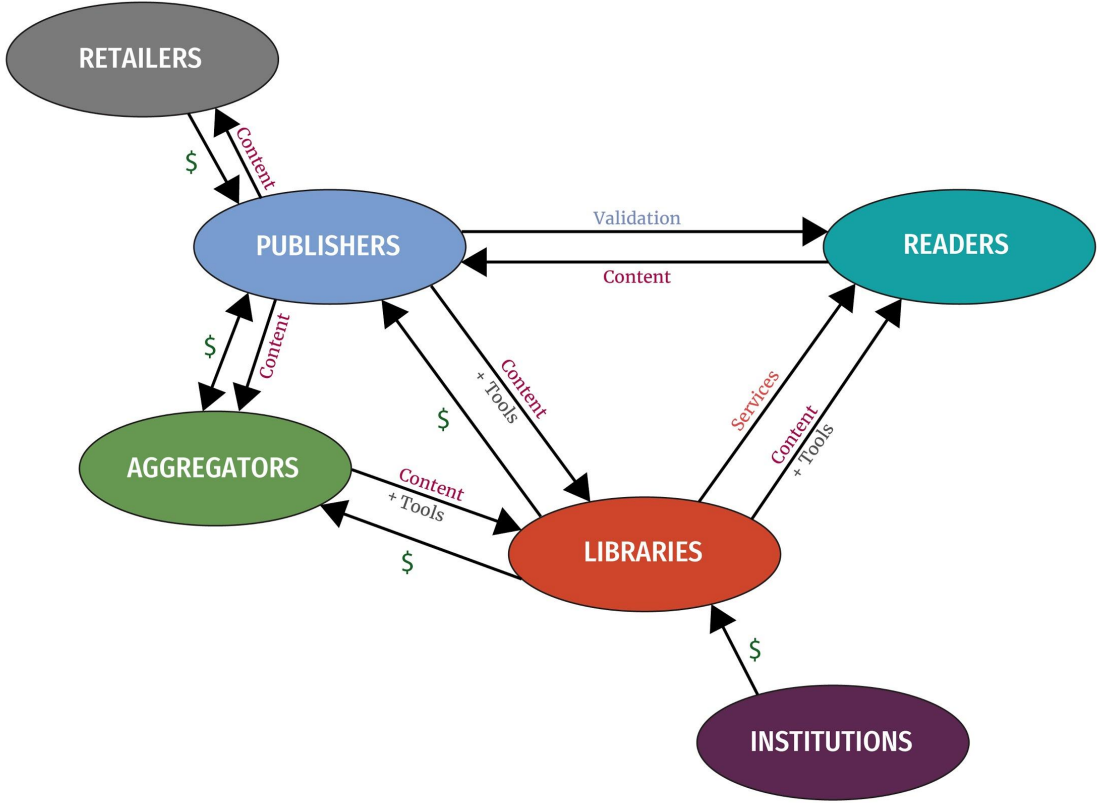 RETAILERS
$
Content
PUBLISHERS
Validation
Content
READERS
$
Content
Content
+ Tools
$
Services
Content
+ Tools
AGGREGATORS
Content
+ Tools
$
LIBRARIES
$
INSTITUTIONS